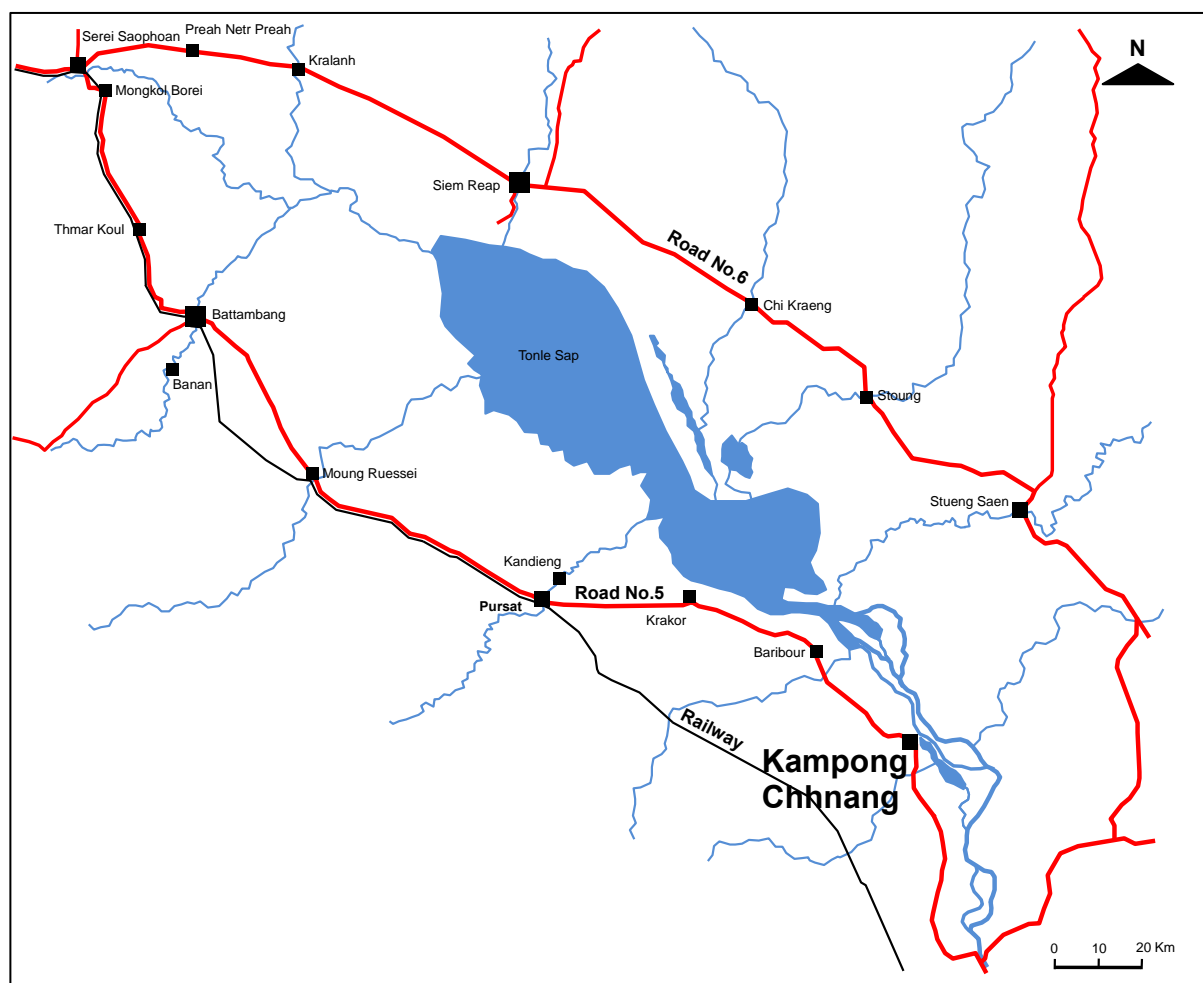 Preah Netr Preah
Serei Saophoan
N
Kralanh
Mongkol Borei
Siem Reap
Thmar Koul
Road No.6
Chi Kraeng
Battambang
Tonle Sap
Banan
Stoung
Moung Ruessei
Stueng Saen
Kandieng
Road No.5
Pursat
Krakor
Baribour
Railway
Kampong
Chhnang
0 10 20 Km